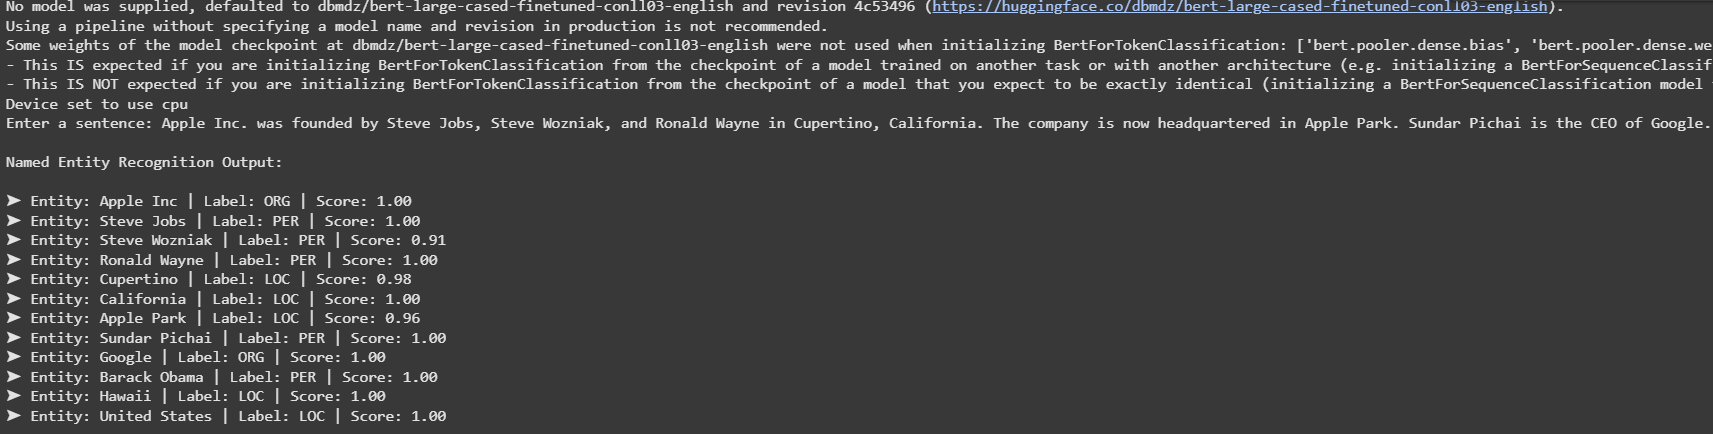 No model was supplied, defaulted to dbmdz/bert-large-cased-finetuned-conll03-english and revision 4c53496 (https://huggingface.co/dbmdz/bert-large-cased-finetuned-conll03-english).
Using a pipeline without specifying a model name and revision in production is not recommended.
Some weights of the model checkpoint at dbmdz/bert-large-cased-finetuned-conll03-english were not used when initializing BertForTokenClassification: ['bert.pooler.dense.bias', 'bert.pooler.dense.we
- This IS expected if you are initializing BertForTokenClassification from the checkpoint of a model trained on another task or with another architecture (e.g. initializing a BertForSequenceClassif
- This IS NOT expected if you are initializing BertForTokenClassification from the checkpoint of a model that you expect to be exactly identical (initializing a BertForSequenceClassification model
Device set to use cpu
Enter a sentence: Apple Inc. was founded by Steve Jobs, Steve Wozniak, and Ronald Wayne in Cupertino, California. The company is now headquartered in Apple Park. Sundar Pichai is the CEO of Google.
Named Entity Recognition Output:
➤ Entity: Apple Inc | Label: ORG | Score: 1.00
➤ Entity: Steve Jobs | Label: PER | Score: 1.00
➤ Entity: Steve Wozniak | Label: PER | Score: 0.91
➤ Entity: Ronald Wayne | Label: PER | Score: 1.00
➤ Entity: Cupertino | Label: LOC | Score: 0.98
➤ Entity: California | Label: LOC | Score: 1.00
➤ Entity: Apple Park | Label: LOC | Score: 0.96
➤ Entity: Sundar Pichai | Label: PER | Score: 1.00
➤ Entity: Google | Label: ORG | Score: 1.00
➤ Entity: Barack Obama | Label: PER | Score: 1.00
➤ Entity: Hawaii | Label: LOC | Score: 1.00
➤ Entity: United States | Label: LOC | Score: 1.00